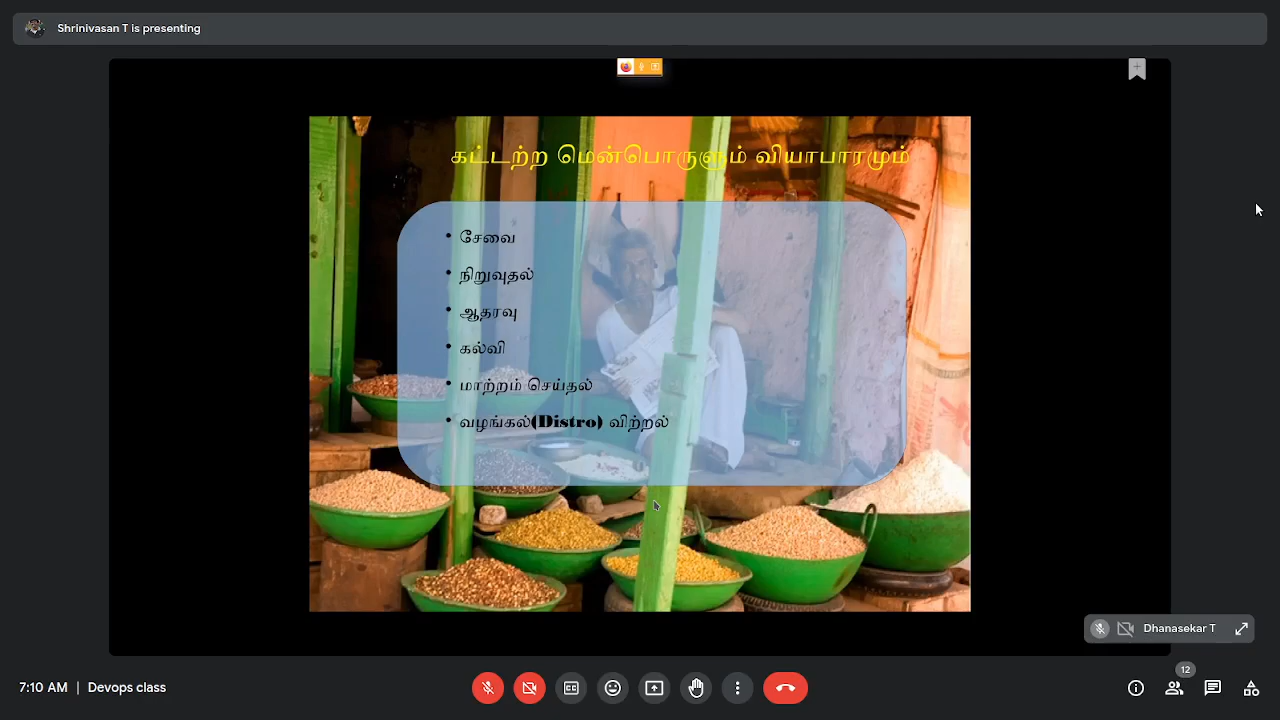 Shrinivasan T is presenting
கட்டற்ற மென்பொருளும் வியாபாரமும்
• சேவை
• நிறுவுதல்
• ஆதரவு
• கல்வி
• மாற்றம் செய்தல்
• வழங்கல்(Distro) விற்றல்
Dhanasekar T
12
7:10 AM | Devops class